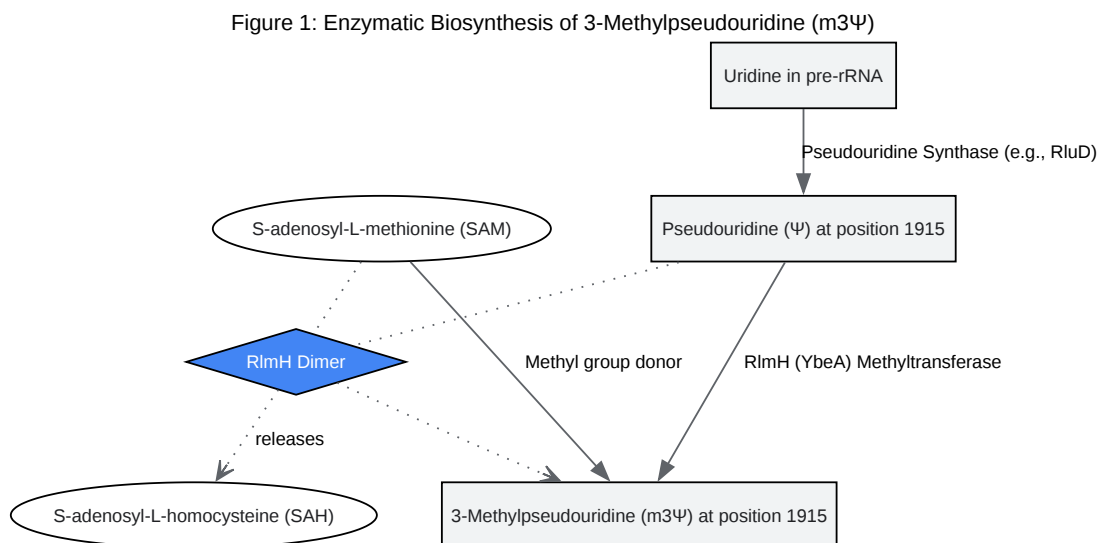 Figure 1: Enzymatic Biosynthesis of 3-Methylpseudouridine (m3Ψ)
Uridine in pre-rRNA
Pseudouridine Synthase (e.g., RluD)
S-adenosyl-L-methionine (SAM)
Pseudouridine (Ψ) at position 1915
RlmH Dimer
Methyl group donor
RlmH (YbeA) Methyltransferase
releases
S-adenosyl-L-homocysteine (SAH)
3-Methylpseudouridine (m3Ψ) at position 1915